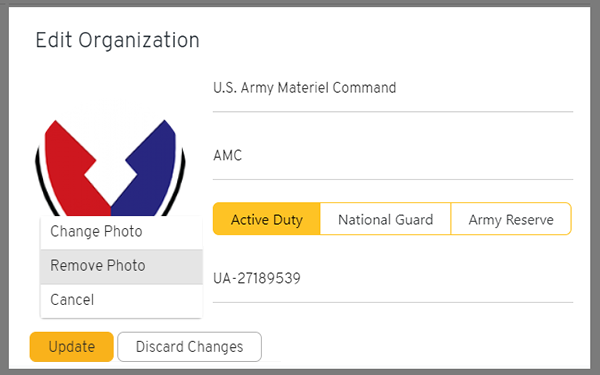 Edit Organization
U.S. Army Materiel Command
AMC
Active Duty National Guard Army Reserve
Change Photo
Remove Photo
UA-27189539
Cancel
Update Discard Changes